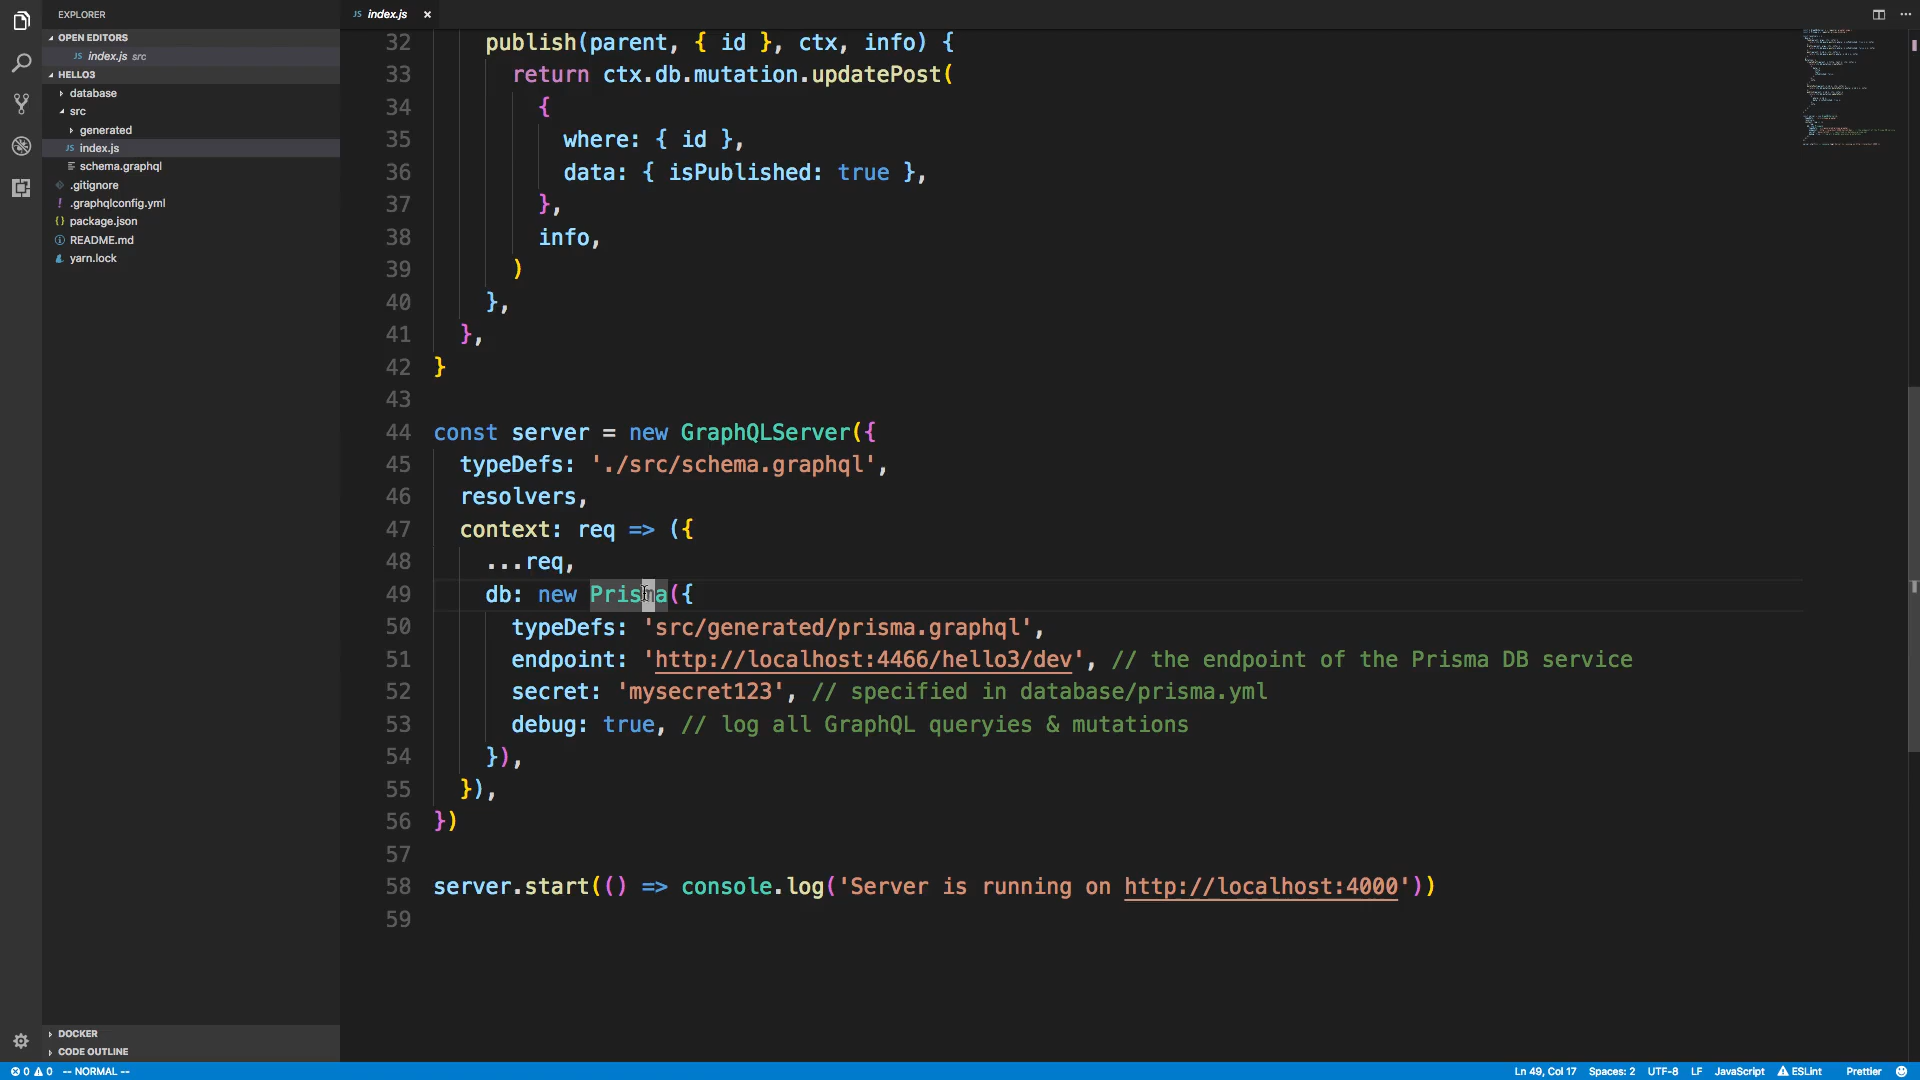 EXPLORER
OPEN EDITORS
JS index.js src
HELLO3
database
src
generated
JS index.js
schema.graphql
.gitignore
! .graphqlconfig.yml
{} package.json
README.md
yarn.lock
DOCKER
CODE OUTLINE
JS index.js ×
32 publish(parent, { id }, ctx, info) {
33 return ctx.db.mutation.updatePost(
34 {
35 where: { id },
36 data: { isPublished: true },
37 },
38 info,
39 )
40 },
41 },
42 }
43
44 const server = new GraphQLServer({
45 typeDefs: './src/schema.graphql',
46 resolvers,
47 context: req => ({
48 ...req,
49 db: new Prisma({
50 typeDefs: 'src/generated/prisma.graphql',
51 endpoint: 'http://localhost:4466/hello3/dev', // the endpoint of the Prisma DB service
52 secret: 'mysecret123', // specified in database/prisma.yml
53 debug: true, // log all GraphQL queryies & mutations
54 }),
55 }),
56 })
57
58 server.start(() => console.log('Server is running on http://localhost:4000'))
59
0 0 -- NORMAL -- Ln 49, Col 17 Spaces: 2 UTF-8 LF JavaScript ESLint Prettier